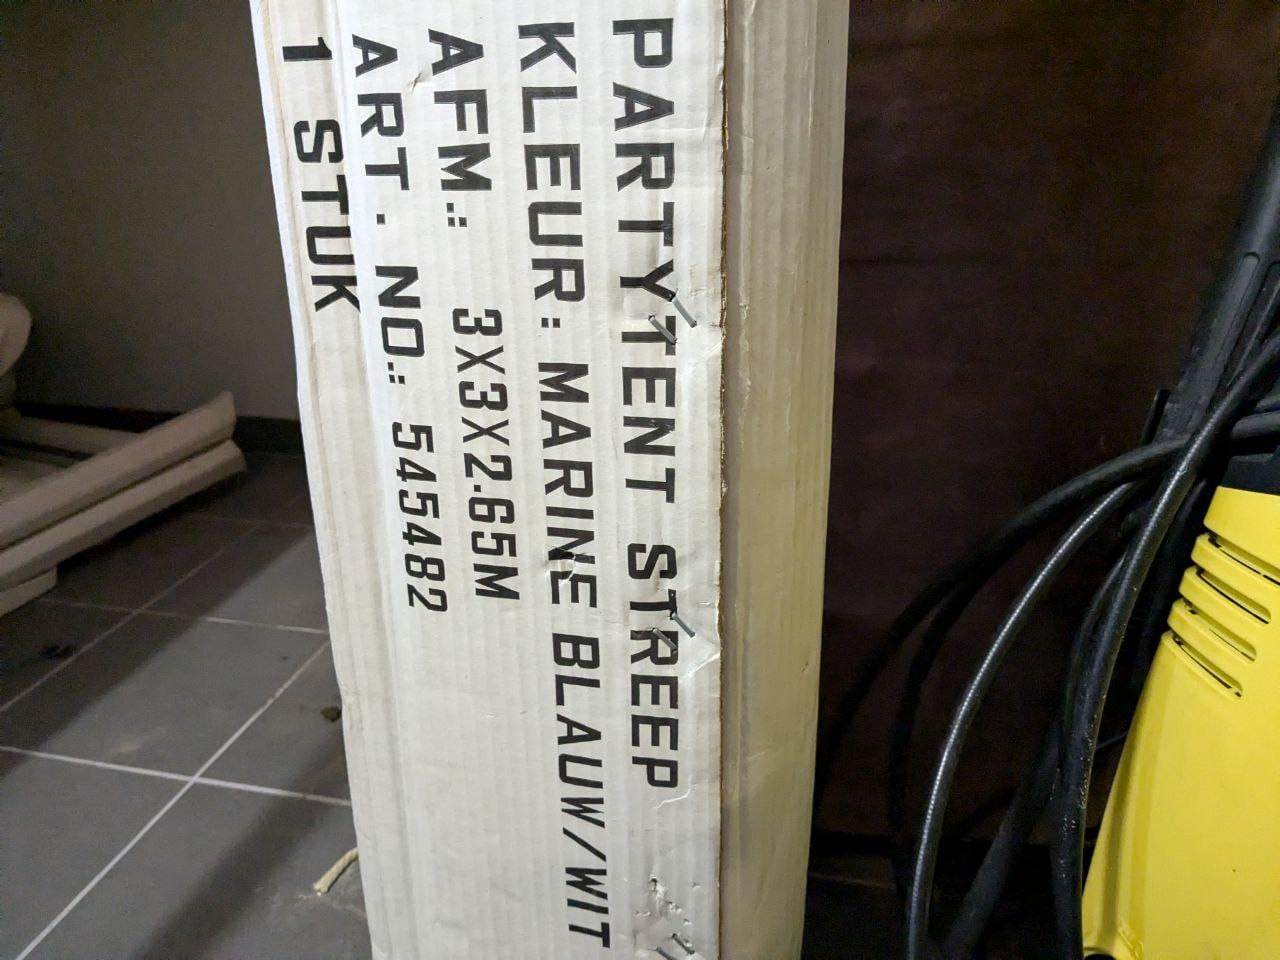 PARTYTENT STREEP
KLEUR: MARINE BLAUW/WIT
AFM.: 3X3X2.65M
ART. NO.: 545482
1 STUK